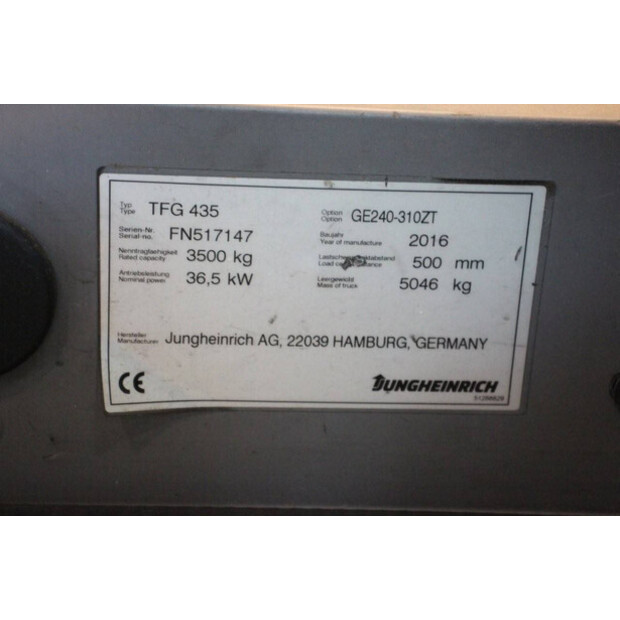 Typ
Type TFG 435
Option
Option GE240-310ZT
Serien-Nr.
Serial-no. FN517147
Baujahr
Year of manufacture 2016
Nenntragfaehigkeit
Rated capacity 3500 kg
Load 500 mm
Antriebsleistung
Nominal power 36,5 kW
Leergewicht
Mass of truck 5046 kg
Hersteller
Manufacturer Jungheinrich AG, 22039 HAMBURG, GERMANY
CE
JUNGHEINRICH